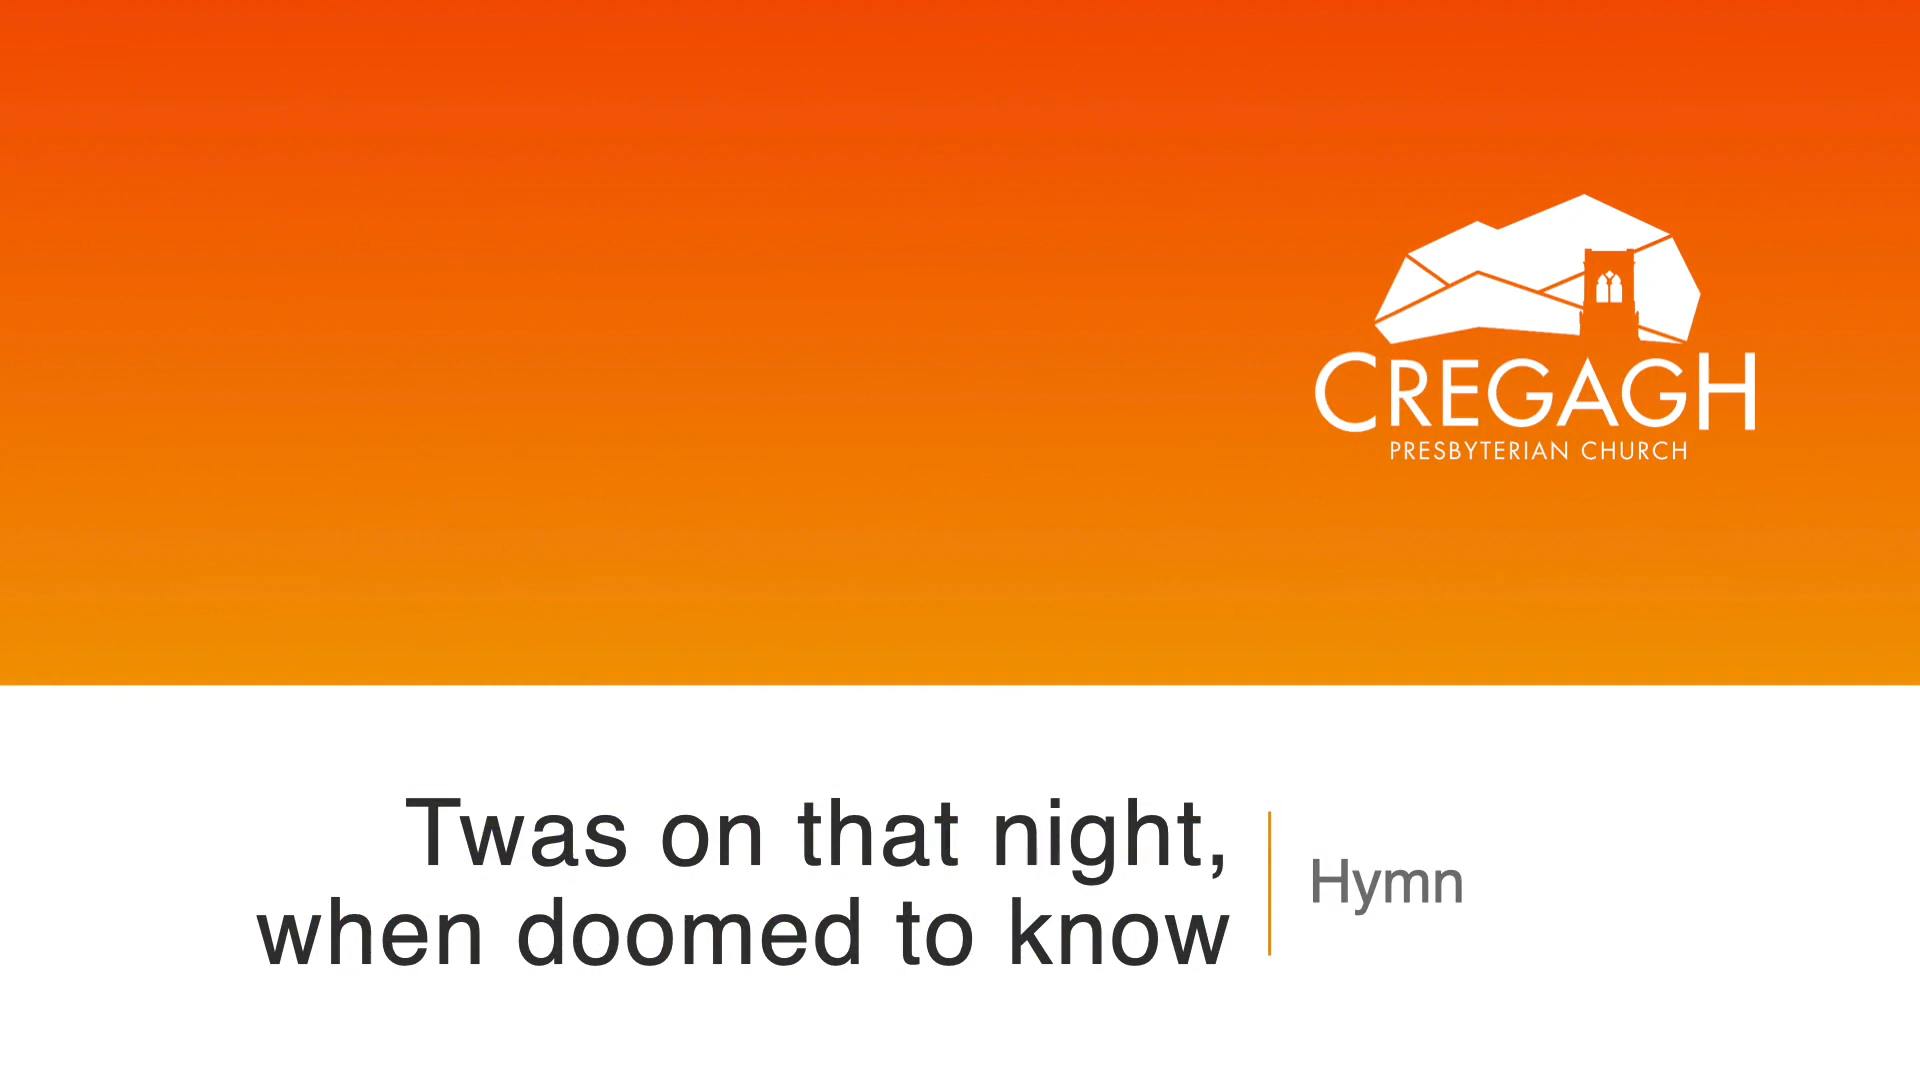 CREGAGH
PRESBYTERIAN CHURCH
Twas on that night,
when doomed to know
Hymn